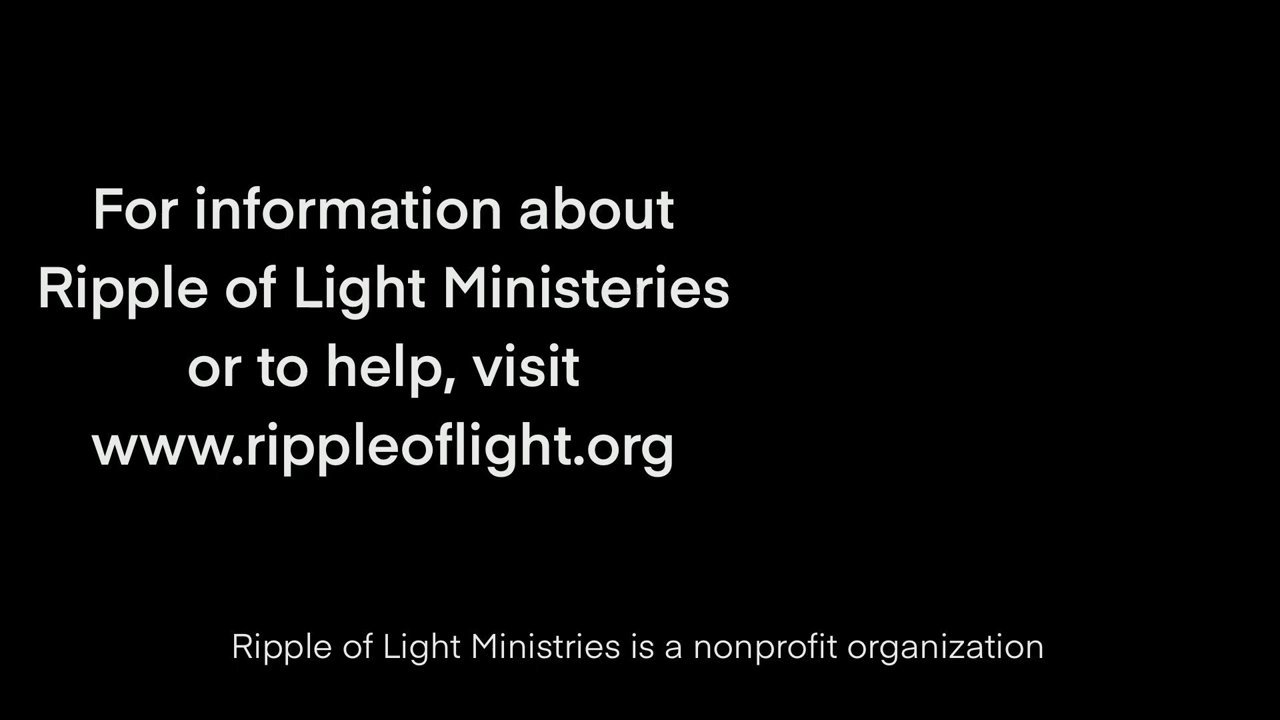 For information about
Ripple of Light Ministeries
or to help, visit
www.rippleoflight.org
Ripple of Light Ministries is a nonprofit organization